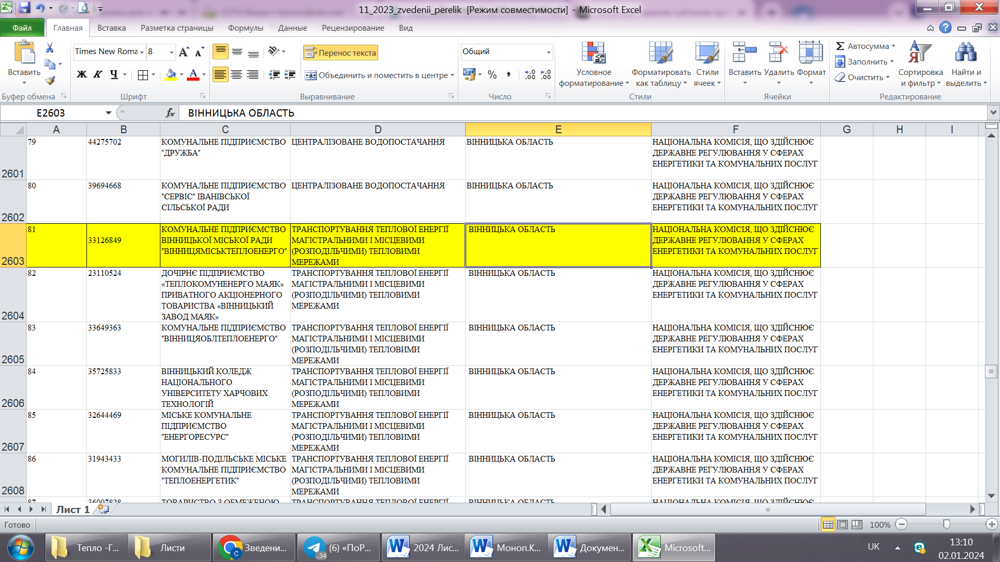 11_2023_zvedenii_perelik [Режим совместимости] - Microsoft Excel
Файл Главная Вставка Разметка страницы Формулы Данные Рецензирование Вид
Вставить
Буфер обмена
Times New Roma 8
Ж К Ч
Шрифт
Перенос текста
Объединить и поместить в центре
Выравнивание
Общий
%
Число
Условное форматирование
Форматировать как таблицу
Стили ячеек
Стили
Вставить Удалить Формат
Ячейки
Автосумма
Заполнить
Очистить
Сортировка и фильтр
Найти и выделить
Редактирование
E2603 fx ВІННИЦЬКА ОБЛАСТЬ
A B C D E F G H I
2601
79
44275702
КОМУНАЛЬНЕ ПІДПРИЄМСТВО
"ДРУЖБА"
ЦЕНТРАЛІЗОВАНЕ ВОДОПОСТАЧАННЯ
ВІННИЦЬКА ОБЛАСТЬ
НАЦІОНАЛЬНА КОМІСІЯ, ЩО ЗДІЙСНЮЄ
ДЕРЖАВНЕ РЕГУЛЮВАННЯ У СФЕРАХ
ЕНЕРГЕТИКИ ТА КОМУНАЛЬНИХ ПОСЛУГ
2602
80
39694668
КОМУНАЛЬНЕ ПІДПРИЄМСТВО
"СЕРВІС" ІВАНІВСЬКОЇ
СІЛЬСЬКОЇ РАДИ
ЦЕНТРАЛІЗОВАНЕ ВОДОПОСТАЧАННЯ
ВІННИЦЬКА ОБЛАСТЬ
НАЦІОНАЛЬНА КОМІСІЯ, ЩО ЗДІЙСНЮЄ
ДЕРЖАВНЕ РЕГУЛЮВАННЯ У СФЕРАХ
ЕНЕРГЕТИКИ ТА КОМУНАЛЬНИХ ПОСЛУГ
2603
81
33126849
КОМУНАЛЬНЕ ПІДПРИЄМСТВО
ВІННИЦЬКОЇ МІСЬКОЇ РАДИ
"ВІННИЦЯМІСЬКТЕПЛОЕНЕРГО"
ТРАНСПОРТУВАННЯ ТЕПЛОВОЇ ЕНЕРГІЇ
МАГІСТРАЛЬНИМИ І МІСЦЕВИМИ
(РОЗПОДІЛЬЧИМИ) ТЕПЛОВИМИ
МЕРЕЖАМИ
ВІННИЦЬКА ОБЛАСТЬ
НАЦІОНАЛЬНА КОМІСІЯ, ЩО ЗДІЙСНЮЄ
ДЕРЖАВНЕ РЕГУЛЮВАННЯ У СФЕРАХ
ЕНЕРГЕТИКИ ТА КОМУНАЛЬНИХ ПОСЛУГ
2604
82
23110524
ДОЧІРНЄ ПІДПРИЄМСТВО
«ТЕПЛОКОМУНЕНЕРГО МАЯК»
ПРИВАТНОГО АКЦІОНЕРНОГО
ТОВАРИСТВА «ВІННИЦЬКИЙ
ЗАВОД МАЯК»
ТРАНСПОРТУВАННЯ ТЕПЛОВОЇ ЕНЕРГІЇ
МАГІСТРАЛЬНИМИ І МІСЦЕВИМИ
(РОЗПОДІЛЬЧИМИ) ТЕПЛОВИМИ
МЕРЕЖАМИ
ВІННИЦЬКА ОБЛАСТЬ
НАЦІОНАЛЬНА КОМІСІЯ, ЩО ЗДІЙСНЮЄ
ДЕРЖАВНЕ РЕГУЛЮВАННЯ У СФЕРАХ
ЕНЕРГЕТИКИ ТА КОМУНАЛЬНИХ ПОСЛУГ
2605
83
33649363
КОМУНАЛЬНЕ ПІДПРИЄМСТВО
"ВІННИЦЯОБЛТЕПЛОЕНЕРГО"
ТРАНСПОРТУВАННЯ ТЕПЛОВОЇ ЕНЕРГІЇ
МАГІСТРАЛЬНИМИ І МІСЦЕВИМИ
(РОЗПОДІЛЬЧИМИ) ТЕПЛОВИМИ
МЕРЕЖАМИ
ВІННИЦЬКА ОБЛАСТЬ
НАЦІОНАЛЬНА КОМІСІЯ, ЩО ЗДІЙСНЮЄ
ДЕРЖАВНЕ РЕГУЛЮВАННЯ У СФЕРАХ
ЕНЕРГЕТИКИ ТА КОМУНАЛЬНИХ ПОСЛУГ
2606
84
35725833
ВІННИЦЬКИЙ КОЛЕДЖ
НАЦІОНАЛЬНОГО
УНІВЕРСИТЕТУ ХАРЧОВИХ
ТЕХНОЛОГІЙ
ТРАНСПОРТУВАННЯ ТЕПЛОВОЇ ЕНЕРГІЇ
МАГІСТРАЛЬНИМИ І МІСЦЕВИМИ
(РОЗПОДІЛЬЧИМИ) ТЕПЛОВИМИ
МЕРЕЖАМИ
ВІННИЦЬКА ОБЛАСТЬ
НАЦІОНАЛЬНА КОМІСІЯ, ЩО ЗДІЙСНЮЄ
ДЕРЖАВНЕ РЕГУЛЮВАННЯ У СФЕРАХ
ЕНЕРГЕТИКИ ТА КОМУНАЛЬНИХ ПОСЛУГ
2607
85
32644469
МІСЬКЕ КОМУНАЛЬНЕ
ПІДПРИЄМСТВО
"ЕНЕРГОРЕСУРС"
ТРАНСПОРТУВАННЯ ТЕПЛОВОЇ ЕНЕРГІЇ
МАГІСТРАЛЬНИМИ І МІСЦЕВИМИ
(РОЗПОДІЛЬЧИМИ) ТЕПЛОВИМИ
МЕРЕЖАМИ
ВІННИЦЬКА ОБЛАСТЬ
НАЦІОНАЛЬНА КОМІСІЯ, ЩО ЗДІЙСНЮЄ
ДЕРЖАВНЕ РЕГУЛЮВАННЯ У СФЕРАХ
ЕНЕРГЕТИКИ ТА КОМУНАЛЬНИХ ПОСЛУГ
2608
86
31943433
МОГИЛІВ-ПОДІЛЬСЬКЕ МІСЬКЕ
КОМУНАЛЬНЕ ПІДПРИЄМСТВО
"ТЕПЛОЕНЕРГЕТИК"
ТРАНСПОРТУВАННЯ ТЕПЛОВОЇ ЕНЕРГІЇ
МАГІСТРАЛЬНИМИ І МІСЦЕВИМИ
(РОЗПОДІЛЬЧИМИ) ТЕПЛОВИМИ
МЕРЕЖАМИ
ВІННИЦЬКА ОБЛАСТЬ
НАЦІОНАЛЬНА КОМІСІЯ, ЩО ЗДІЙСНЮЄ
ДЕРЖАВНЕ РЕГУЛЮВАННЯ У СФЕРАХ
ЕНЕРГЕТИКИ ТА КОМУНАЛЬНИХ ПОСЛУГ
87 36007828 ТОВАРИСТВО З ОБМЕЖЕНОЮ ТРАНСПОРТУВАННЯ ТЕПЛОВОЇ ЕНЕРГІЇ ВІННИЦЬКА ОБЛАСТЬ НАЦІОНАЛЬНА КОМІСІЯ, ЩО ЗДІЙСНЮЄ
Лист 1
Готово 100%
Тепло -Г... Листи Зведени... (6) «ПоР... 2024 Лис... Моноп.К... Докумен... Microsoft...
..34
UK
13:10
02.01.2024